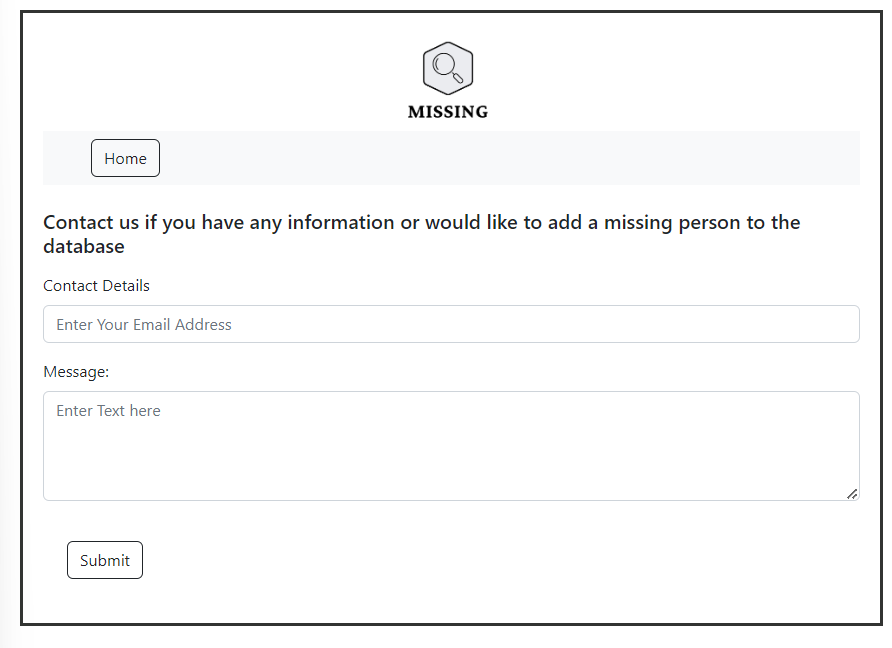 MISSING
Home
Contact us if you have any information or would like to add a missing person to the
database
Contact Details
Enter Your Email Address
Message:
Enter Text here
Submit